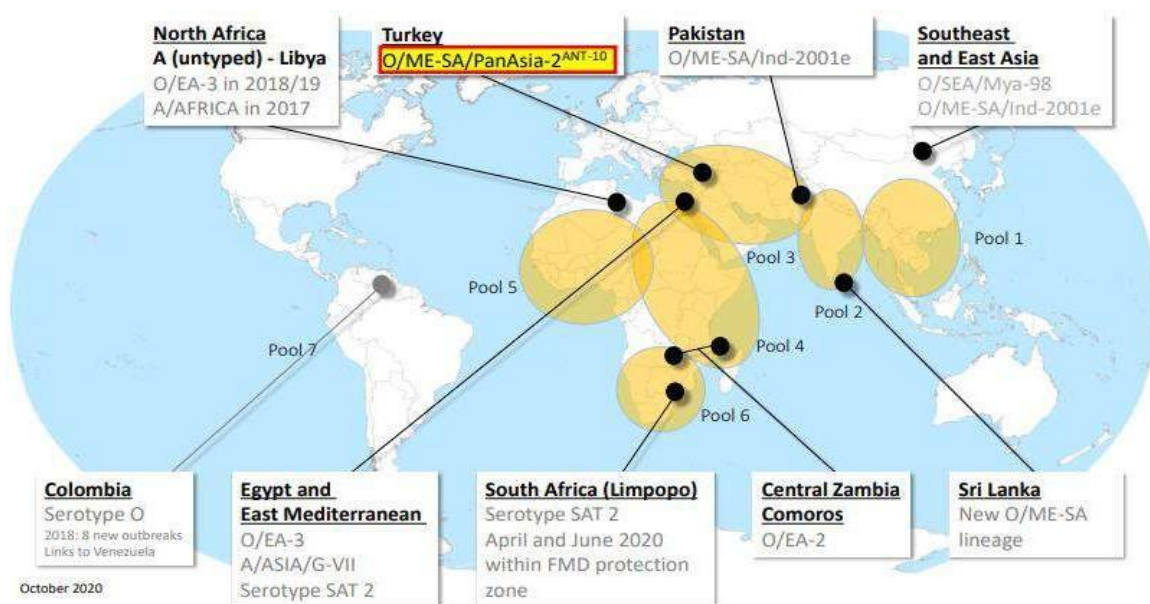 North Africa
A (untyped) - Libya
O/EA-3 in 2018/19
A/AFRICA in 2017
Turkey
O/ME-SA/PanAsia-2ANT-10
Pakistan
O/ME-SA/Ind-2001e
Southeast
and East Asia
O/SEA/Mya-98
O/ME-SA/Ind-2001e
Pool 1
Pool 3
Pool 5
Pool 2
Pool 7
Pool 4
Pool 6
Colombia
Serotype O
2018: 8 new outbreaks
Links to Venezuela
Egypt and
East Mediterranean
O/EA-3
A/ASIA/G-VII
Serotype SAT 2
South Africa (Limpopo)
Serotype SAT 2
April and June 2020
within FMD protection
zone
Central Zambia
Comoros
O/EA-2
Sri Lanka
New O/ME-SA
lineage
October 2020